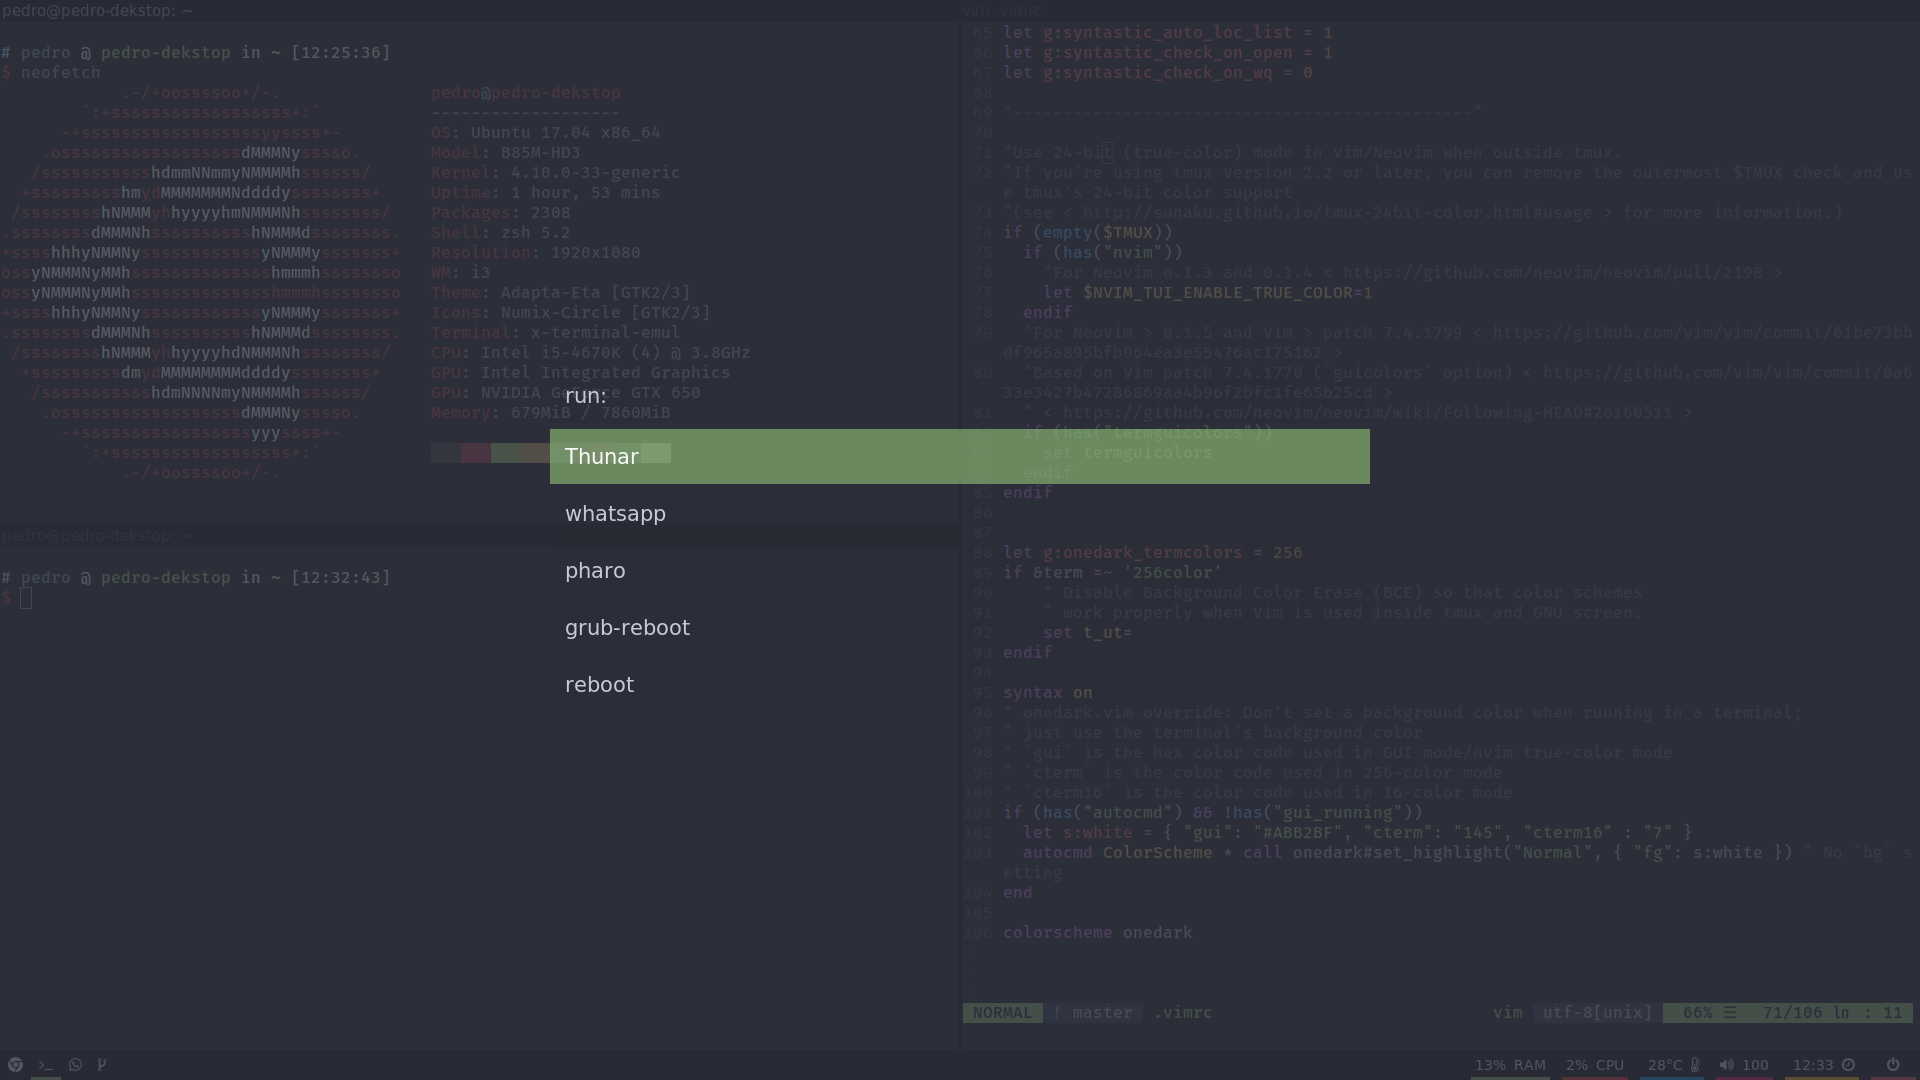 pedro@pedro-dekstop: ~
# pedro @ pedro-dekstop in ~ [12:25:36]
$ neofetch
.-/+oossssoo+/-.
`:+ssssssssssssssssss+:`
-+ssssssssssssssssssyyssss+-
.ossssssssssssssssssdMMMNysssso.
/ssssssssssshdmmNNmmyNMMMMhssssss/
+ssssssssshmydMMMMMMMNddddyssssssss+
/sssssssshNMMMyhhyyyyhmNMMMNhssssssss/
.ssssssssdMMMNhsssssssssshNMMMdssssssss.
+sssshhhyNMMNyssssssssssssyNMMMysssssss+
ossyNMMMNyMMhsssssssssssssshmmmhssssssso
ossyNMMMNyMMhsssssssssssssshmmmhssssssso
+sssshhhyNMMNyssssssssssssyNMMMysssssss+
.ssssssssdMMMNhsssssssssshNMMMdssssssss.
/sssssssshNMMMyhhyyyyhdNMMMNhssssssss/
+sssssssssdmydMMMMMMMMddddyssssssss+
/ssssssssssshdmNNNNmyNMMMMhssssss/
.ossssssssssssssssssdMMMNysssso.
-+sssssssssssssssssyyyssss+-
`:+ssssssssssssssssss+:`
.-/+oossssoo+/-.
pedro@pedro-dekstop
-------------------
OS: Ubuntu 17.04 x86_64
Model: B85M-HD3
Kernel: 4.10.0-33-generic
Uptime: 1 hour, 53 mins
Packages: 2308
Shell: zsh 5.2
Resolution: 1920x1080
WM: i3
Theme: Adapta-Eta [GTK2/3]
Icons: Numix-Circle [GTK2/3]
Terminal: x-terminal-emul
CPU: Intel i5-4670K (4) @ 3.8GHz
GPU: Intel Integrated Graphics
GPU: NVIDIA GeForce GTX 650
Memory: 679MiB / 7860MiB
run:
Thunar
whatsapp
pharo
grub-reboot
reboot
pedro@pedro-dekstop: ~
# pedro @ pedro-dekstop in ~ [12:32:43]
$
vim .vimrc
65 let g:syntastic_auto_loc_list = 1
66 let g:syntastic_check_on_open = 1
67 let g:syntastic_check_on_wq = 0
68
69 "----------------------------------------------"
70
71 "Use 24-bit (true-color) mode in Vim/Neovim when outside tmux.
72 "If you're using tmux version 2.2 or later, you can remove the outermost $TMUX check and us
e tmux's 24-bit color support
73 "(see < http://sunaku.github.io/tmux-24bit-color.html#usage > for more information.)
74 if (empty($TMUX))
75 if (has("nvim"))
76 "For Neovim 0.1.3 and 0.1.4 < https://github.com/neovim/neovim/pull/2198 >
77 let $NVIM_TUI_ENABLE_TRUE_COLOR=1
78 endif
79 "For Neovim > 0.1.5 and Vim > patch 7.4.1799 < https://github.com/vim/vim/commit/61be73bb
0f965a895bfb064ea3e55476ac175162 >
80 "Based on Vim patch 7.4.1770 (`guicolors` option) < https://github.com/vim/vim/commit/8a6
33e3427b47286869aa4b96f2bfc1fe65b25cd >
81 " < https://github.com/neovim/neovim/wiki/Following-HEAD#20160511 >
82 if (has("termguicolors"))
83 set termguicolors
84 endif
85 endif
86
87
88 let g:onedark_termcolors = 256
89 if &term =~ '256color'
90 " Disable Background Color Erase (BCE) so that color schemes
91 " work properly when Vim is used inside tmux and GNU screen.
92 set t_ut=
93 endif
94
95 syntax on
96 " onedark.vim override: Don't set a background color when running in a terminal;
97 " just use the terminal's background color
98 " `gui` is the hex color code used in GUI mode/nvim true-color mode
99 " `cterm` is the color code used in 256-color mode
100 " `cterm16` is the color code used in 16-color mode
101 if (has("autocmd") && !has("gui_running"))
102 let s:white = { "gui": "#ABB2BF", "cterm": "145", "cterm16" : "7" }
103 autocmd ColorScheme * call onedark#set_highlight("Normal", { "fg": s:white }) " No `bg` s
etting
104 end
105
106 colorscheme onedark
~
~
NORMAL master .vimrc vim utf-8[unix] 66% ☰ 71/106 ln : 11
13% RAM 2% CPU 28°C 100 12:33